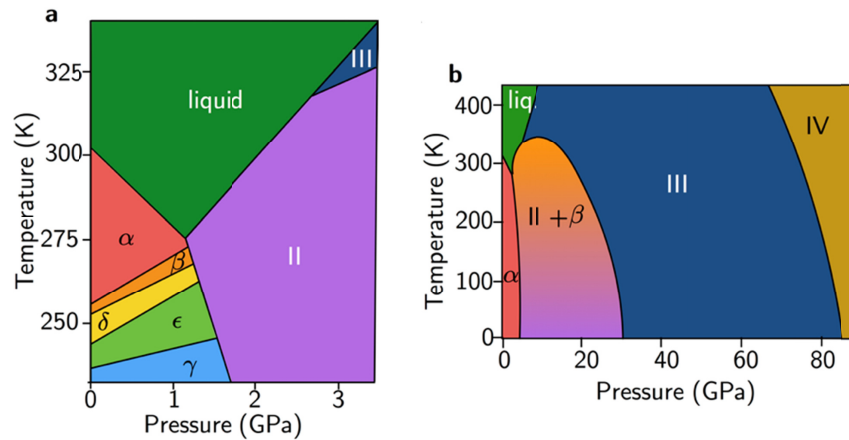 a
Temperature (K)
325
300
275
250
liquid
III
α
β
δ
ϵ
γ
II
0
1
2
3
Pressure (GPa)
b
Temperature (K)
400
300
200
100
0
liq.
IV
III
II +β
α
0
20
40
60
80
Pressure (GPa)